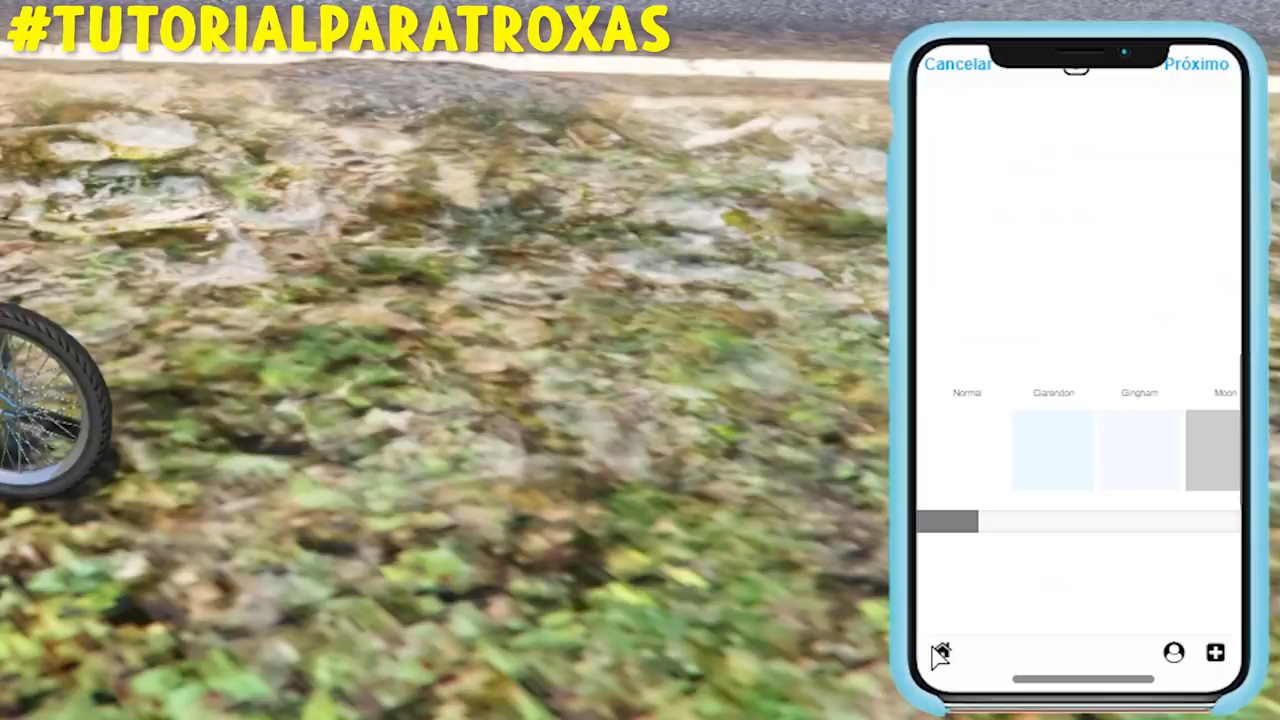 #TUTORIALPARATROXAS
Cancelar
Próximo
Normal
Clarendon
Gingham
Moon